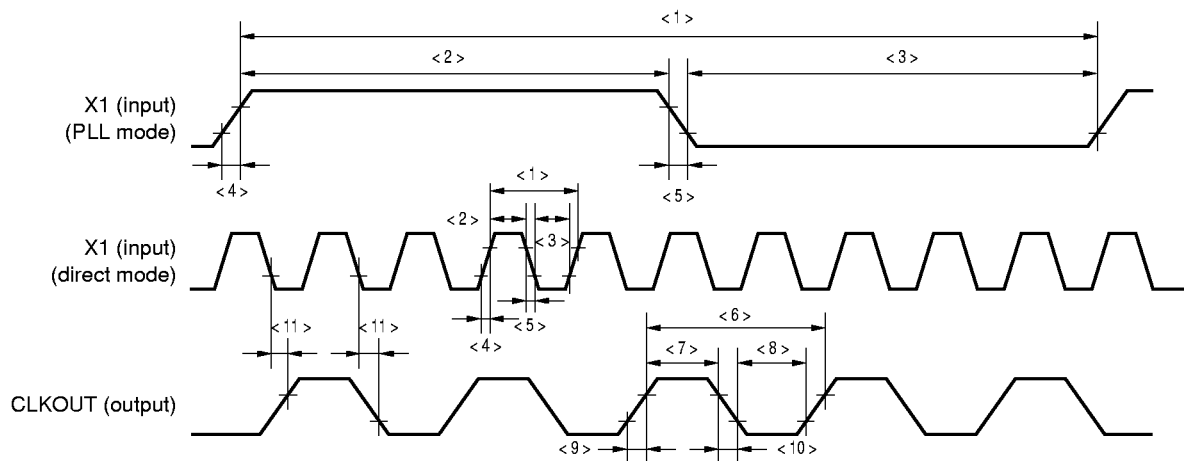 <1>
<2> <3>
X1 (input)
(PLL mode)
<4> <1> <5>
<2>
X1 (input)
(direct mode)
<3>
<11> <11> <4> <5> <6>
<7> <8>
CLKOUT (output)
<9> <10>